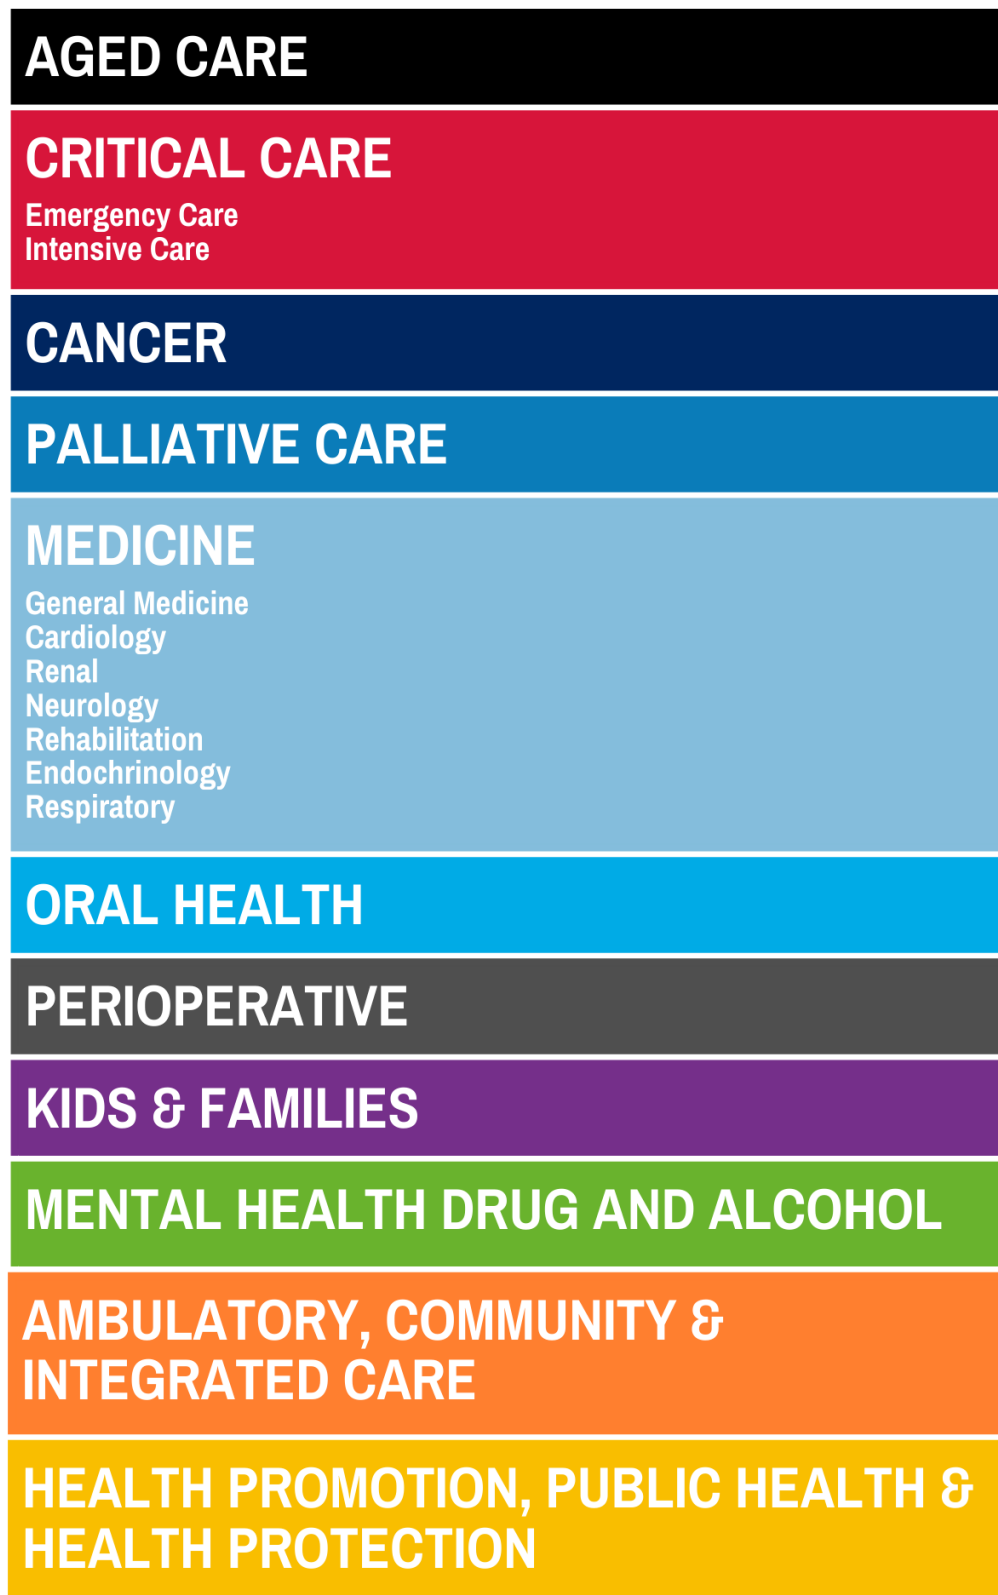 AGED CARE
CRITICAL CARE
Emergency Care
Intensive Care
CANCER
PALLIATIVE CARE
MEDICINE
General Medicine
Cardiology
Renal
Neurology
Rehabilitation
Endochrinology
Respiratory
ORAL HEALTH
PERIOPERATIVE
KIDS & FAMILIES
MENTAL HEALTH DRUG AND ALCOHOL
AMBULATORY, COMMUNITY &
INTEGRATED CARE
HEALTH PROMOTION, PUBLIC HEALTH &
HEALTH PROTECTION